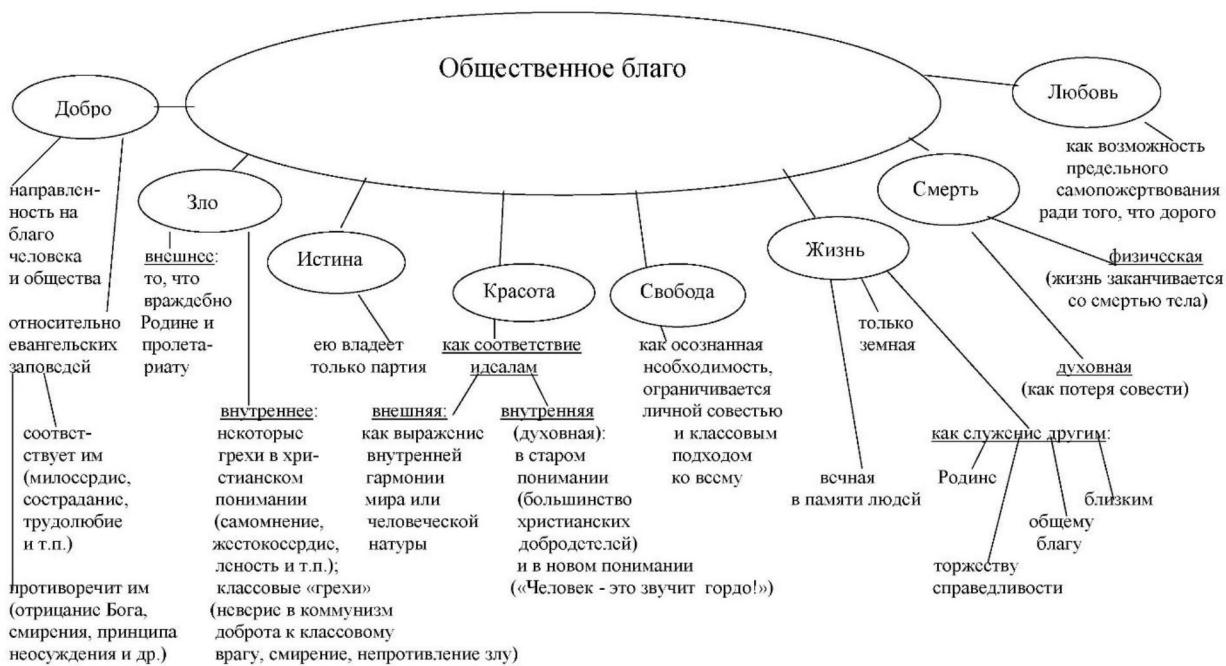 Общественное благо
Добро
направлен-
ность на
благо
человека
и общества
относительно
евангельских
заповедей
соответ-
ствует им
(милосердие,
сострадание,
трудолюбие
и т.п.)
противоречит им
(отрицание Бога,
смирения, принципа
неосуждения и др.)
Зло
внешнее:
то, что
враждебно
Родине и
пролета-
риату
внутреннее:
некоторые
грехи в хри-
стианском
понимании
(самомнение,
жестокосердие,
леность и т.п.);
классовые «грехи»
(неверие в коммунизм
доброта к классовому
врагу, смирение, непротивление злу)
Истина
ею владеет
только партия
Красота
как соответствие
идеалам
внешняя:
как выражение
внутренней
гармонии
мира или
человеческой
натуры
внутренняя
(духовная):
в старом
понимании
(большинство
христианских
добродетелей)
и в новом понимании
(«Человек - это звучит гордо!»)
Свобода
как осознанная
необходимость,
ограничивается
личной совестью
и классовым
подходом
ко всему
Жизнь
только
земная
вечная
в памяти людей
как служение другим:
Родине
торжеству
справедливости
общему
благу
близким
Смерть
физическая
(жизнь заканчивается
со смертью тела)
духовная
(как потеря совести)
Любовь
как возможность
предельного
самопожертвования
ради того, что дорого